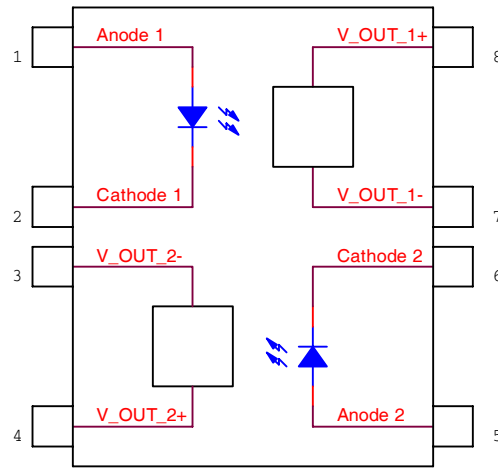 Anode 1
V_OUT_1+
1
8
Cathode 1
V_OUT_1-
2
7
V_OUT_2-
Cathode 2
3
6
V_OUT_2+
Anode 2
4
5